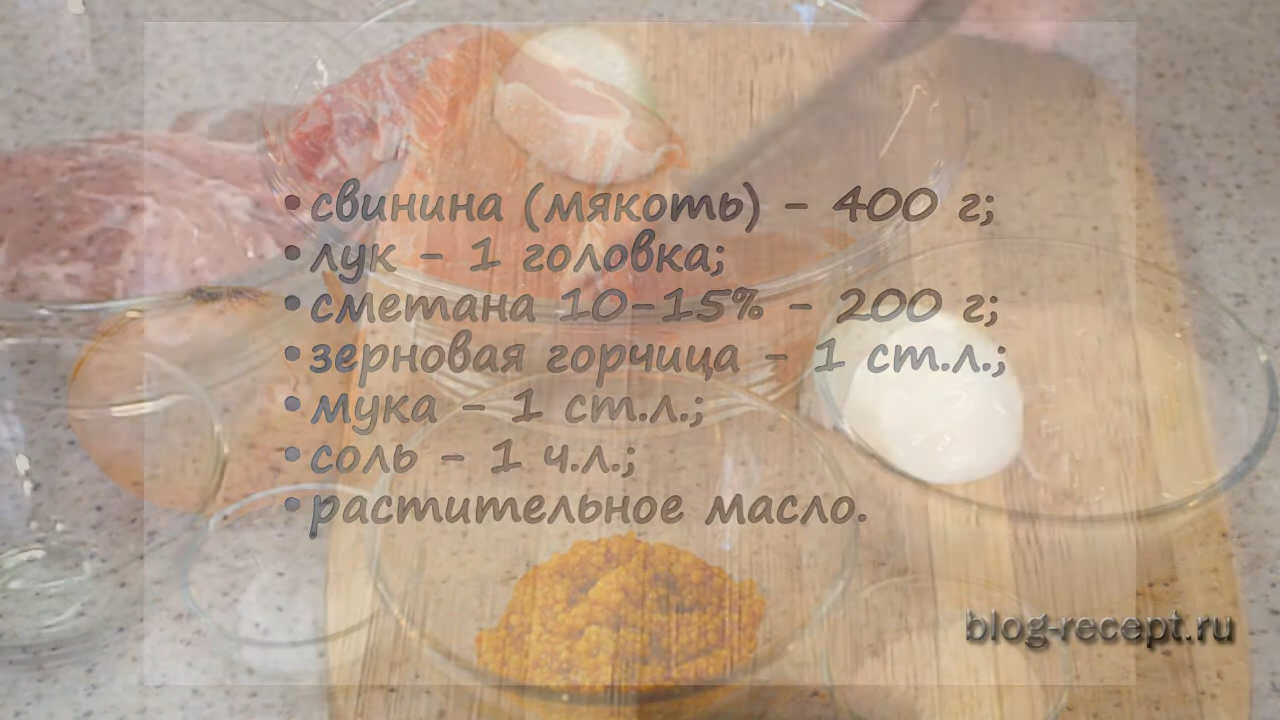 • свинина (мякоть) - 400 г;
• лук - 1 головка;
• сметана 10-15% - 200 г;
• зерновая горчица - 1 ст.л.;
• мука - 1 ст.л.;
• соль - 1 ч.л.;
• растительное масло.
blog-recept.ru